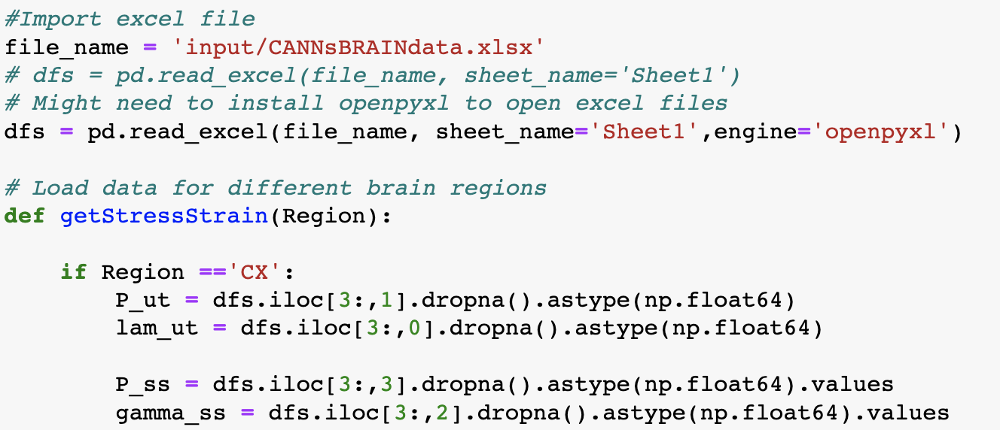 #Import excel file
file_name = 'input/CANNsBRAINdata.xlsx'
# dfs = pd.read_excel(file_name, sheet_name='Sheet1')
# Might need to install openpyxl to open excel files
dfs = pd.read_excel(file_name, sheet_name='Sheet1',engine='openpyxl')
# Load data for different brain regions
def getStressStrain(Region):
if Region =='CX':
P_ut = dfs.iloc[3:,1].dropna().astype(np.float64)
lam_ut = dfs.iloc[3:,0].dropna().astype(np.float64)
P_ss = dfs.iloc[3:,3].dropna().astype(np.float64).values
gamma_ss = dfs.iloc[3:,2].dropna().astype(np.float64).values